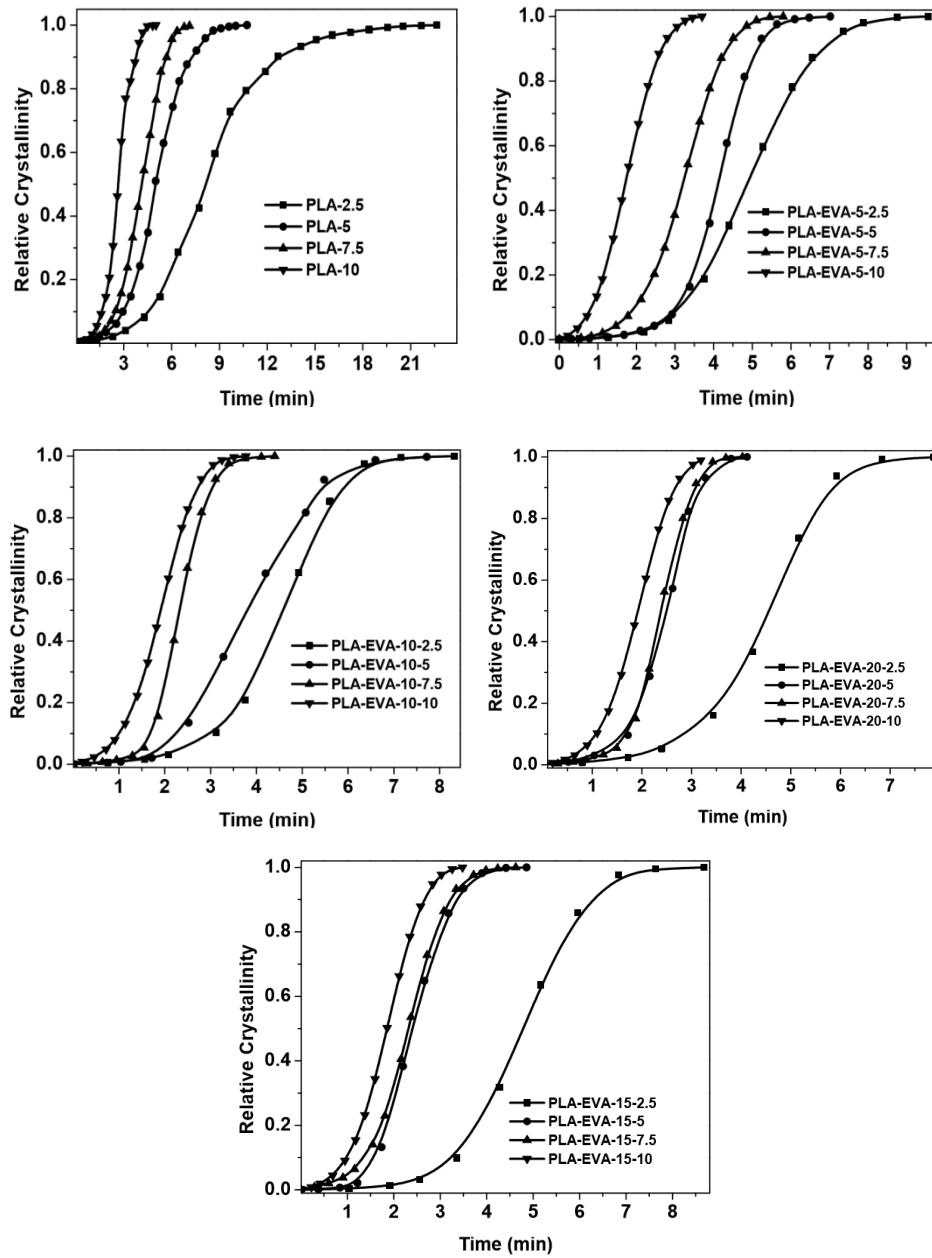 1.0
0.8
0.6
0.4
0.2
Relative Crystallinity
PLA-2.5
PLA-5
PLA-7.5
PLA-10
3 6 9 12 15 18 21
Time (min)
1.0
0.8
0.6
0.4
0.2
0.0
Relative Crystallinity
PLA-EVA-5-2.5
PLA-EVA-5-5
PLA-EVA-5-7.5
PLA-EVA-5-10
0 1 2 3 4 5 6 7 8 9
Time (min)
1.0
0.8
0.6
0.4
0.2
0.0
Relative Crystallinity
PLA-EVA-10-2.5
PLA-EVA-10-5
PLA-EVA-10-7.5
PLA-EVA-10-10
1 2 3 4 5 6 7 8
Time (min)
1.0
0.8
0.6
0.4
0.2
0.0
Relative Crystallinity
PLA-EVA-20-2.5
PLA-EVA-20-5
PLA-EVA-20-7.5
PLA-EVA-20-10
1 2 3 4 5 6 7
Time (min)
1.0
0.8
0.6
0.4
0.2
0.0
Relative Crystallinity
PLA-EVA-15-2.5
PLA-EVA-15-5
PLA-EVA-15-7.5
PLA-EVA-15-10
1 2 3 4 5 6 7 8
Time (min)